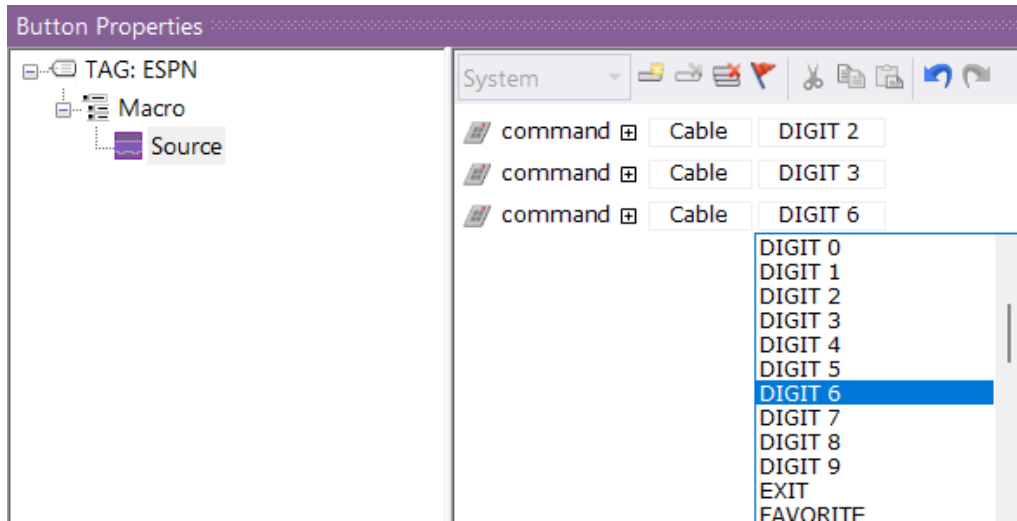 Button Properties
TAG: ESPN
Macro
Source
System
command Cable DIGIT 2
command Cable DIGIT 3
command Cable DIGIT 6
DIGIT 0
DIGIT 1
DIGIT 2
DIGIT 3
DIGIT 4
DIGIT 5
DIGIT 6
DIGIT 7
DIGIT 8
DIGIT 9
EXIT
FAVORITE